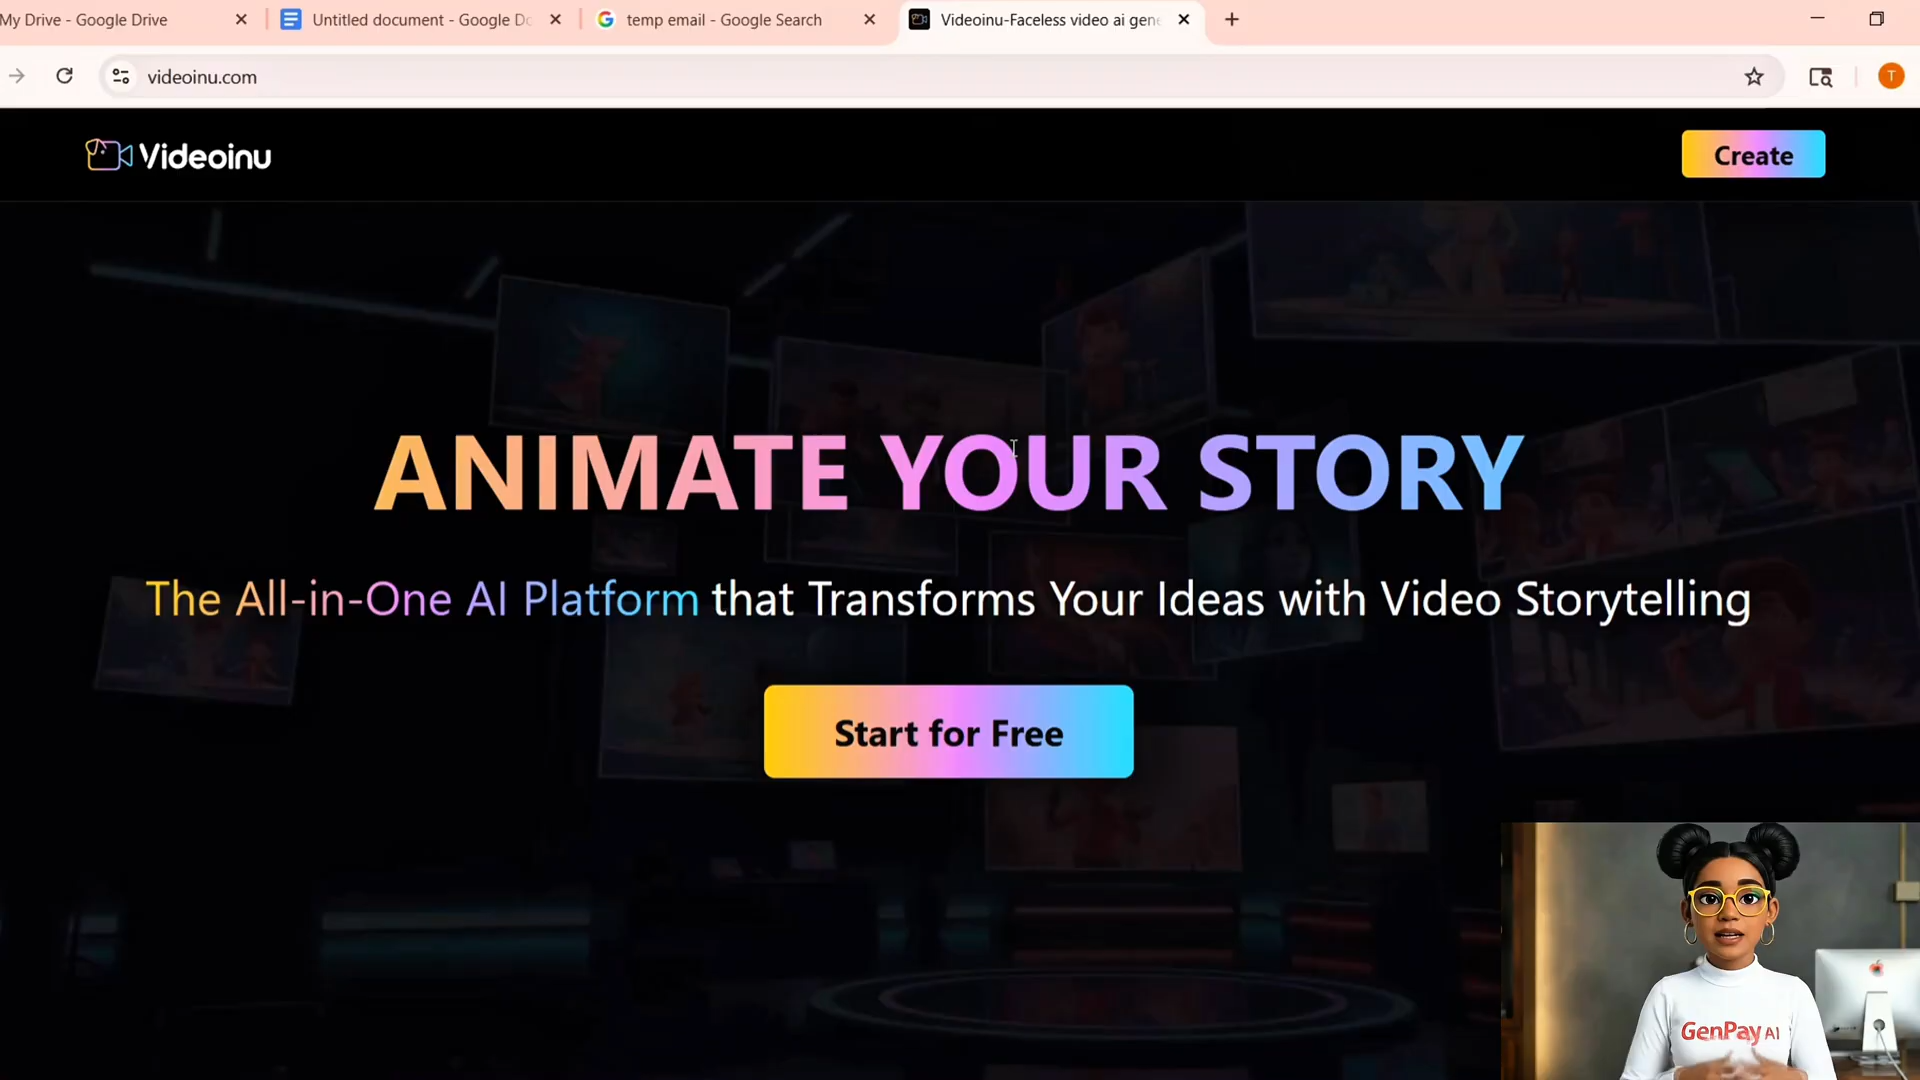 My Drive - Google Drive
Untitled document - Google Do
temp email - Google Search
Videoinu-Faceless video ai gene
videoinu.com
T
Videoinu
Create
ANIMATE YOUR STORY
The All-in-One AI Platform that Transforms Your Ideas with Video Storytelling
Start for Free
GenPay AI